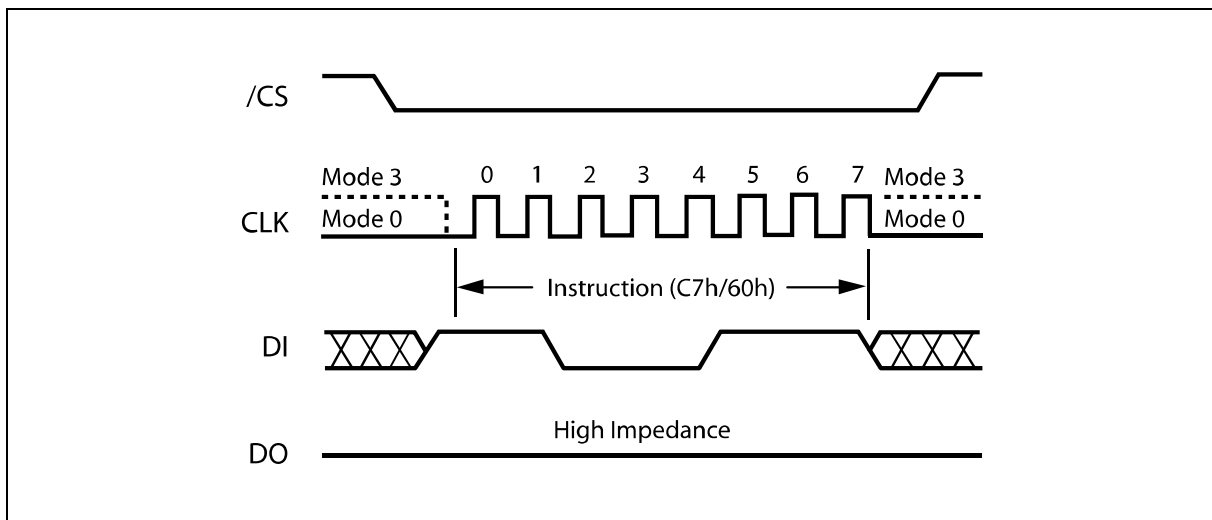 /CS
Mode 3
0 1 2 3 4 5 6 7
Mode 3
CLK
Mode 0
Mode 0
Instruction (C7h/60h)
DI
High Impedance
DO